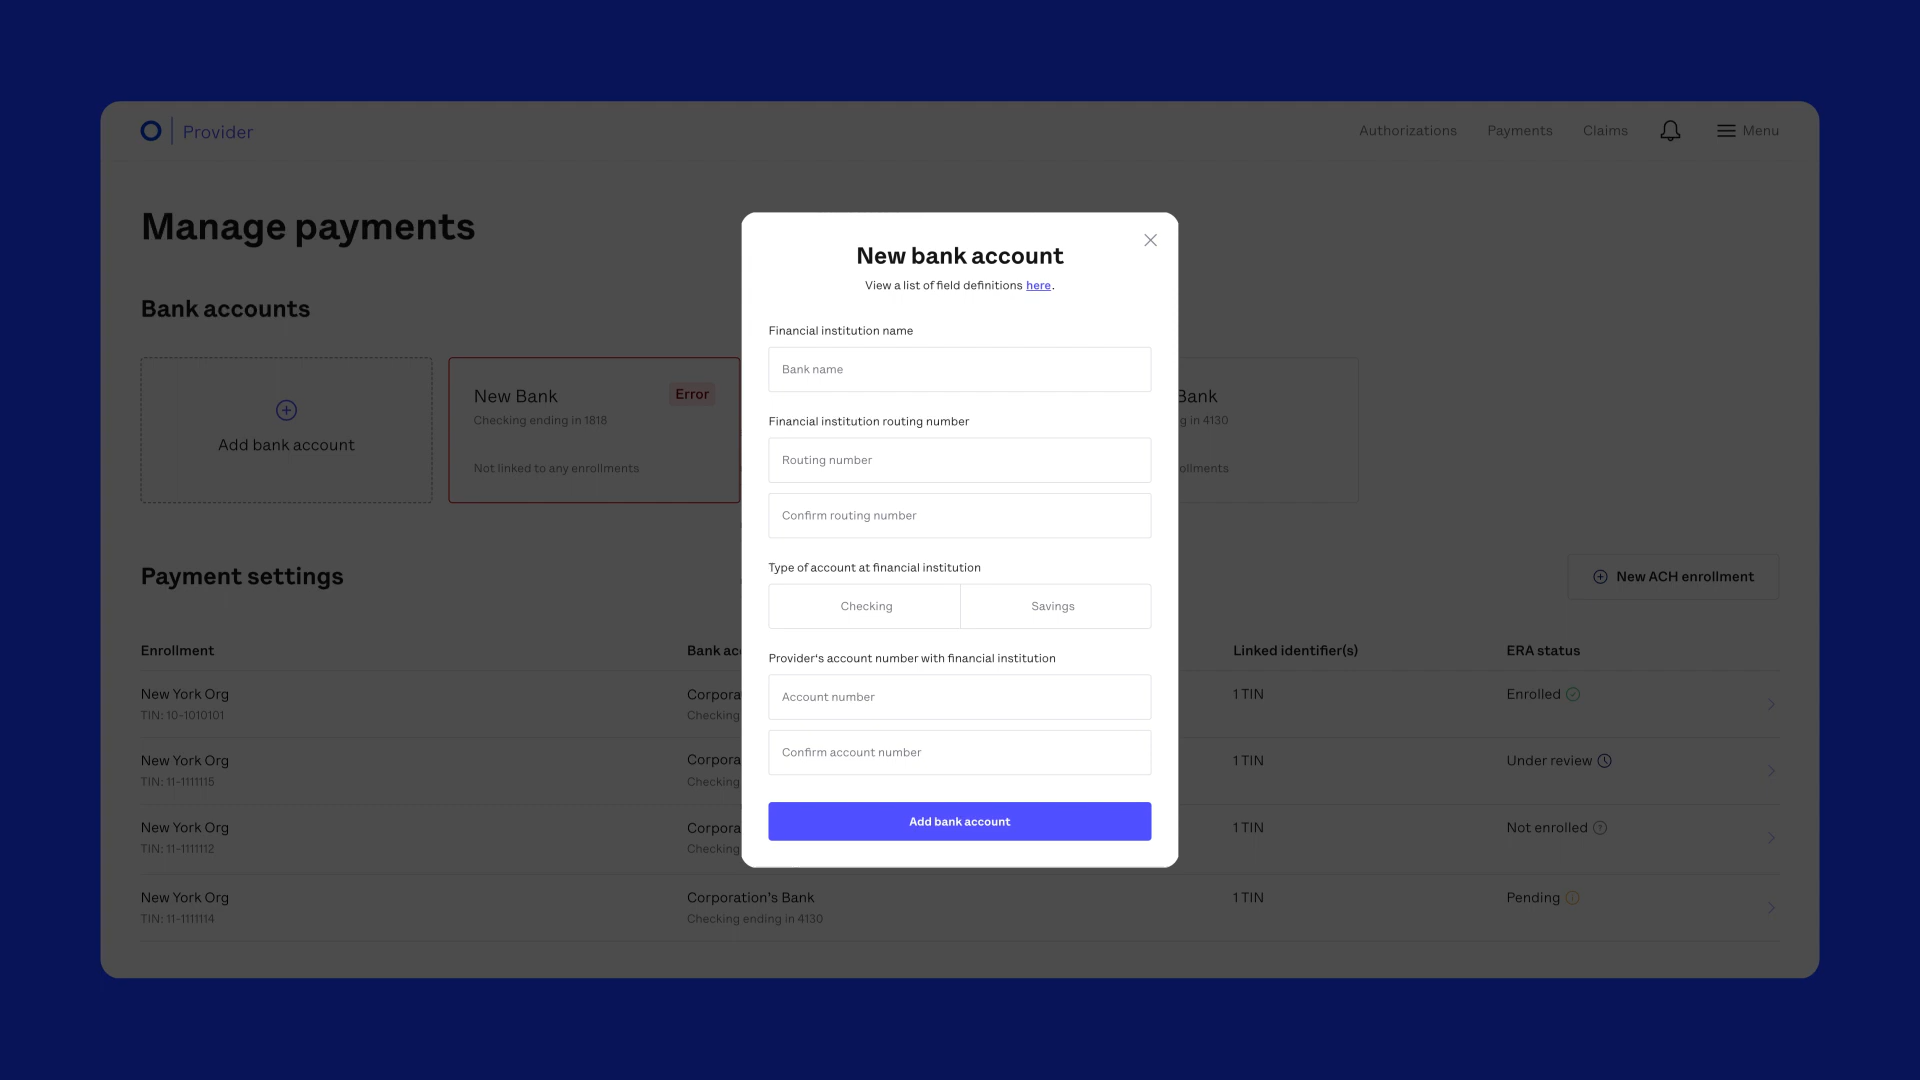 Provider
Authorizations
Payments
Claims
Menu
Manage payments
Bank accounts
Add bank account
New Bank
Error
Checking ending in 1818
Not linked to any enrollments
Bank
g in 4130
ollments
New bank account
View a list of field definitions here.
Financial institution name
Bank name
Financial institution routing number
Routing number
Confirm routing number
Type of account at financial institution
Checking
Savings
Provider's account number with financial institution
Account number
Confirm account number
Add bank account
Payment settings
New ACH enrollment
Enrollment
Bank acc
Linked identifier(s)
ERA status
New York Org
TIN: 10-1010101
Corpora
Checking
1 TIN
Enrolled
New York Org
TIN: 11-1111115
Corpora
Checking
1 TIN
Under review
New York Org
TIN: 11-1111112
Corpora
Checking
1 TIN
Not enrolled
New York Org
TIN: 11-1111114
Corporation's Bank
Checking ending in 4130
1 TIN
Pending